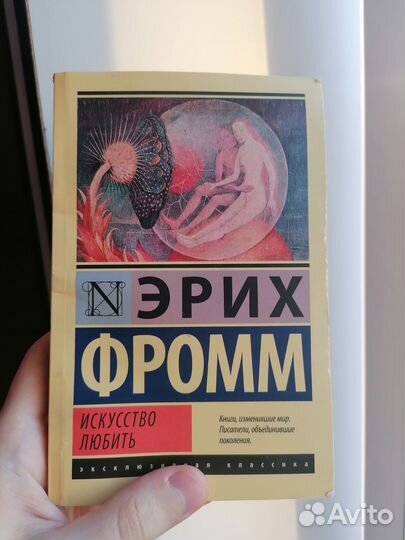 N ЭРИХ
ФРОММ
ИСКУССТВО
ЛЮБИТЬ
Книги, изменившие мир.
Писатели, объединившие
поколения.
эксклюзивная классика
Avito